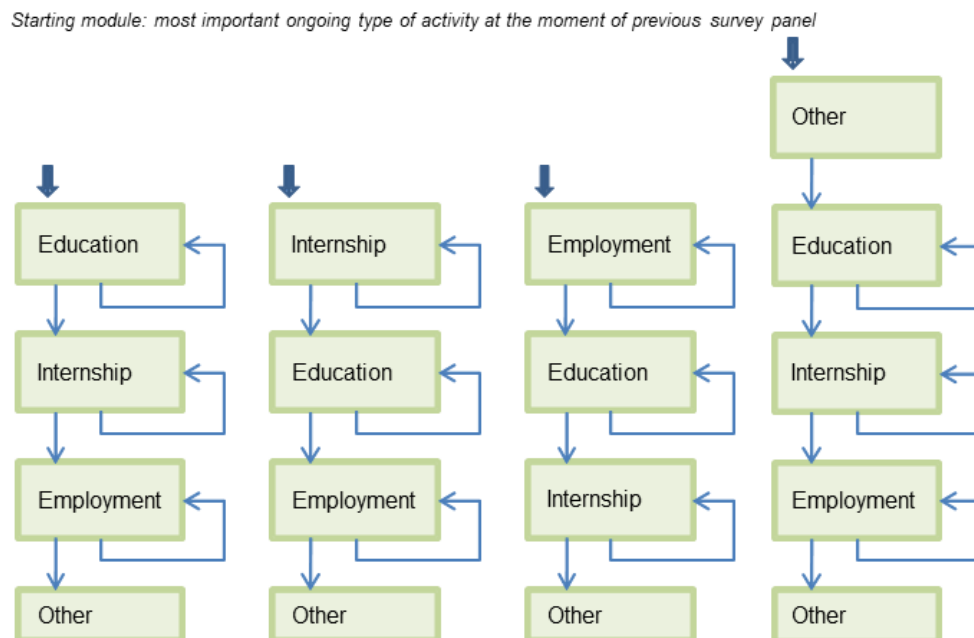 Starting module: most important ongoing type of activity at the moment of previous survey panel
Other
Education
Internship
Employment
Education
Internship
Education
Education
Internship
Employment
Employment
Internship
Employment
Other
Other
Other
Other